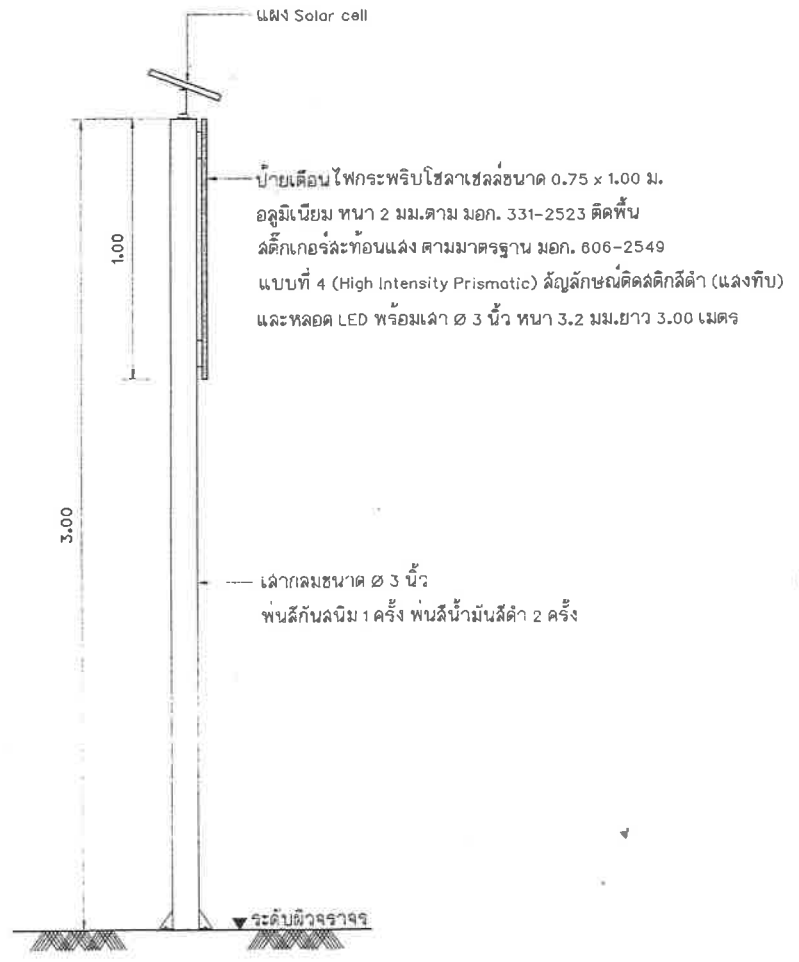 แผง Solar cell
ป้ายเตือน ไฟกระพริบโซลาเซลล์ขนาด 0.75 x 1.00 ม.
อลูมิเนียม หนา 2 มม.ตาม มอก. 331-2523 ติดพื้น
สติ๊กเกอร์สะท้อนแสง ตามมาตรฐาน มอก. 606-2549
แบบที่ 4 (High Intensity Prismatic) สัญลักษณ์ติดสติกสีดำ (แสงทึบ)
และหลอด LED พร้อมเสา Ø 3 นิ้ว หนา 3.2 มม.ยาว 3.00 เมตร
1.00
3.00
เสากลมขนาด Ø 3 นิ้ว
พ่นสีกันสนิม 1 ครั้ง พ่นสีน้ำมันสีดำ 2 ครั้ง
ระดับผิวจราจร